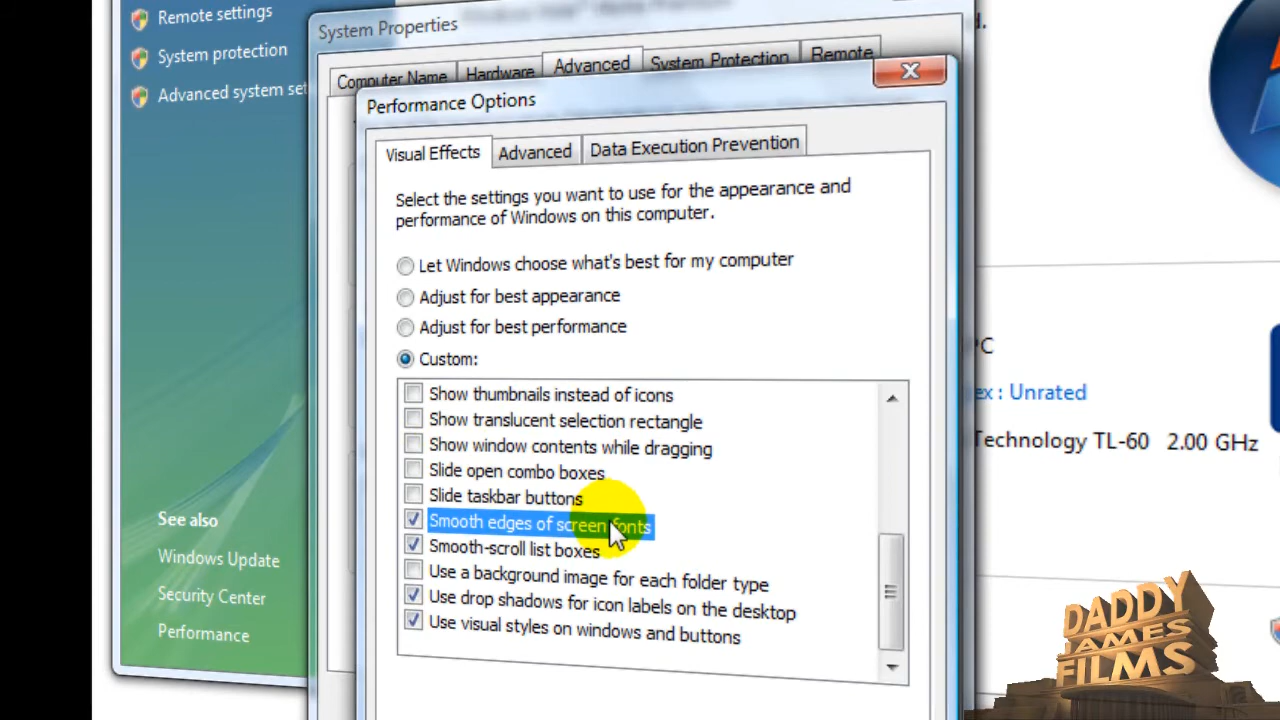 Remote settings
System protection
Advanced system set
See also
Windows Update
Security Center
Performance
System Properties
Computer Name
Hardware
Advanced
System Protection
Remote
Performance Options
Visual Effects
Advanced
Data Execution Prevention
Select the settings you want to use for the appearance and
performance of Windows on this computer.
Let Windows choose what's best for my computer
Adjust for best appearance
Adjust for best performance
Custom:
Show thumbnails instead of icons
Show translucent selection rectangle
Show window contents while dragging
Slide open combo boxes
Slide taskbar buttons
Smooth edges of screen fonts
Smooth-scroll list boxes
Use a background image for each folder type
Use drop shadows for icon labels on the desktop
Use visual styles on windows and buttons
d.
PC
ex : Unrated
Technology TL-60 2.00 GHz
DADDY
JAMES
FILMS